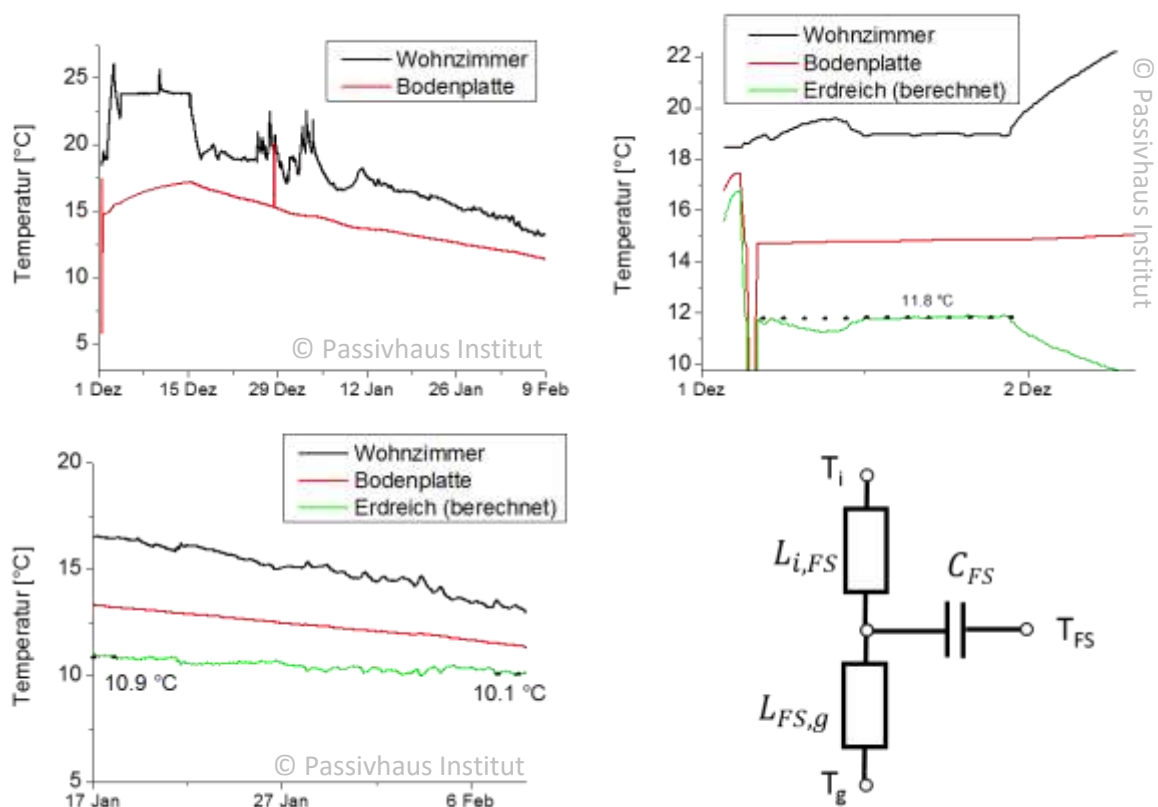 Wohnzimmer
Bodenplatte
Temperatur [°C]
25
20
15
10
5
© Passivhaus Institut
1 Dez 15 Dez 29 Dez 12 Jan 26 Jan 9 Feb
Wohnzimmer
Bodenplatte
Erdreich (berechnet)
Temperatur [°C]
22
20
18
16
14
12
10
11.8 °C
1 Dez 2 Dez
© Passivhaus Institut
Wohnzimmer
Bodenplatte
Erdreich (berechnet)
Temperatur [°C]
20
15
10
5
10.9 °C 10.1 °C
© Passivhaus Institut
17 Jan 27 Jan 6 Feb
Ti
Li,FS
CFS
TFS
LFS,g
Tg